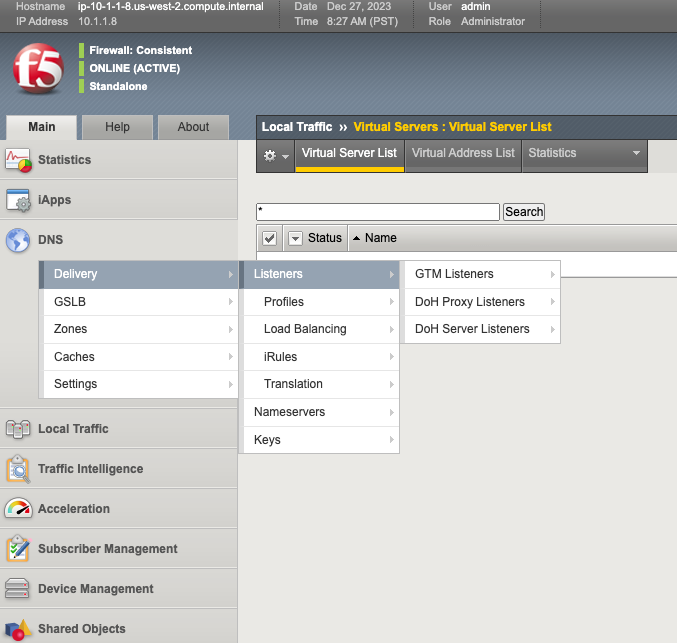 Hostname ip-10-1-1-8.us-west-2.compute.internal Date Dec 27, 2023 User admin
IP Address 10.1.1.8 Time 8:27 AM (PST) Role Administrator
f5
Firewall: Consistent
ONLINE (ACTIVE)
Standalone
Main Help About
Local Traffic ›› Virtual Servers : Virtual Server List
Virtual Server List Virtual Address List Statistics
* Search
Status Name
Statistics
iApps
DNS
Delivery
GSLB
Zones
Caches
Settings
Listeners
Profiles
Load Balancing
iRules
Translation
Nameservers
Keys
GTM Listeners
DoH Proxy Listeners
DoH Server Listeners
Local Traffic
Traffic Intelligence
Acceleration
Subscriber Management
Device Management
Shared Objects